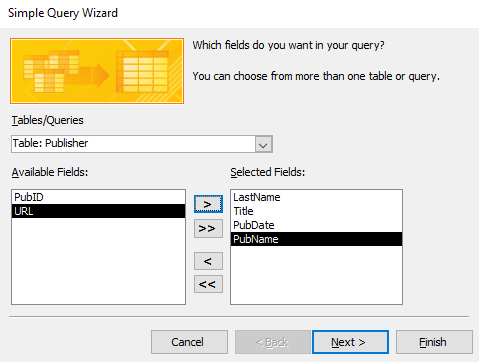 Simple Query Wizard
Which fields do you want in your query?
You can choose from more than one table or query.
Tables/Queries
Table: Publisher
Available Fields:
Selected Fields:
PubID
URL
>
>>
<
<<
LastName
Title
PubDate
PubName
Cancel
< Back
Next >
Finish